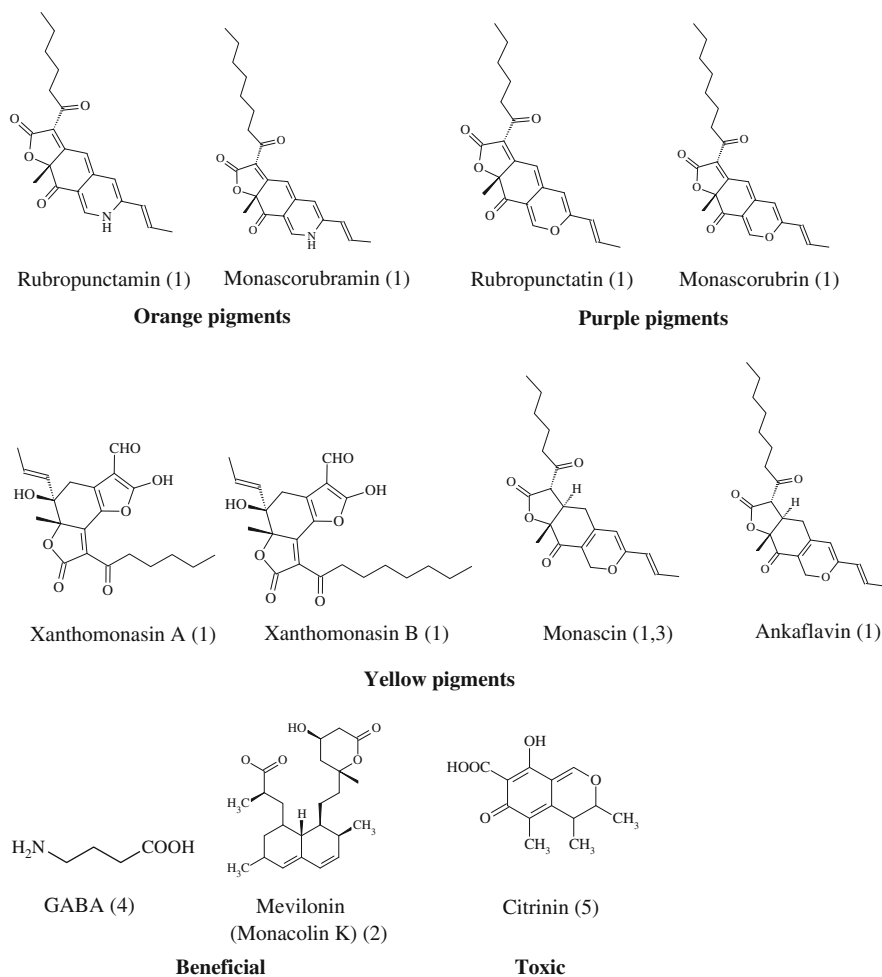 O
O
O
O
N
H
O
O
O
O
N
H
O
O
O
O
O
O
O
O
O
O
Rubropunctamin (1)
Monascorubramin (1)
Rubropunctatin (1)
Monascorubrin (1)
Orange pigments
Purple pigments
CHO
OH
HO
O
O
O
O
CHO
OH
HO
O
O
O
O
O
H
O
O
O
O
O
H
O
O
O
O
Xanthomonasin A (1)
Xanthomonasin B (1)
Monascin (1,3)
Ankaflavin (1)
Yellow pigments
H₂N
COOH
HO
O
O
O
O
H₃C
H
CH₃
H₃C
OH
HOOC
O
O
CH₃
CH₃
CH₃
GABA (4)
Mevilonin
(Monacolin K) (2)
Citrinin (5)
Beneficial
Toxic